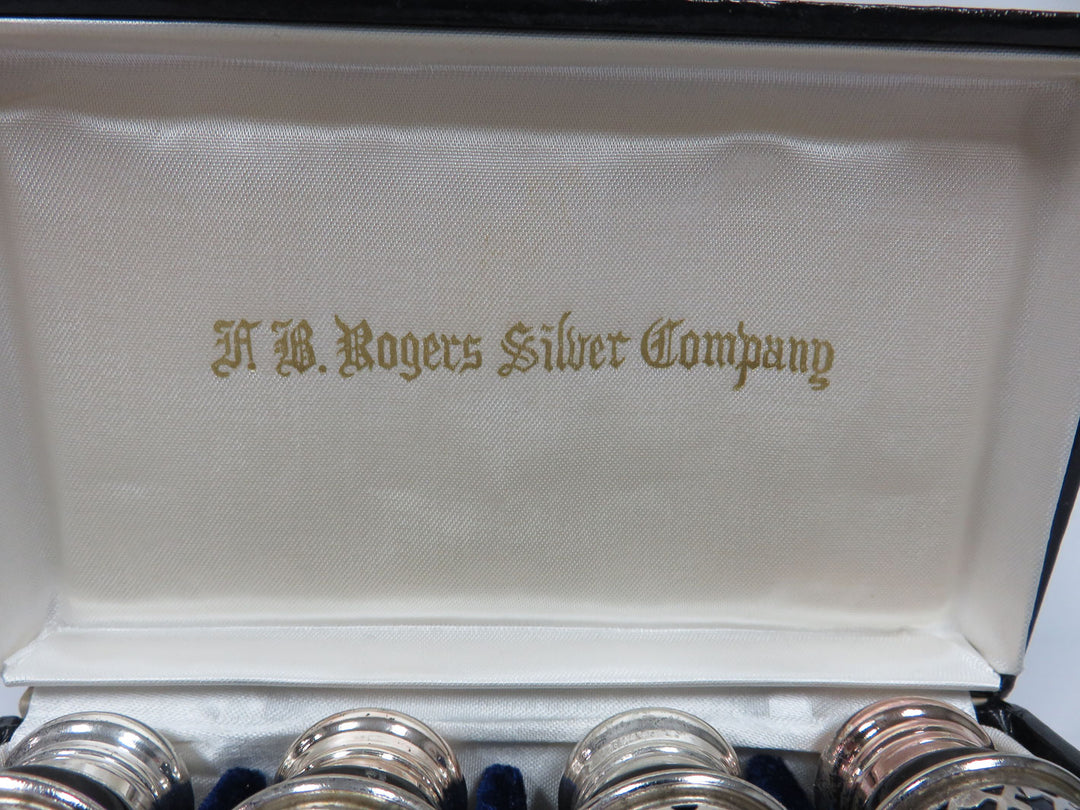 F. B. Rogers Silver Company